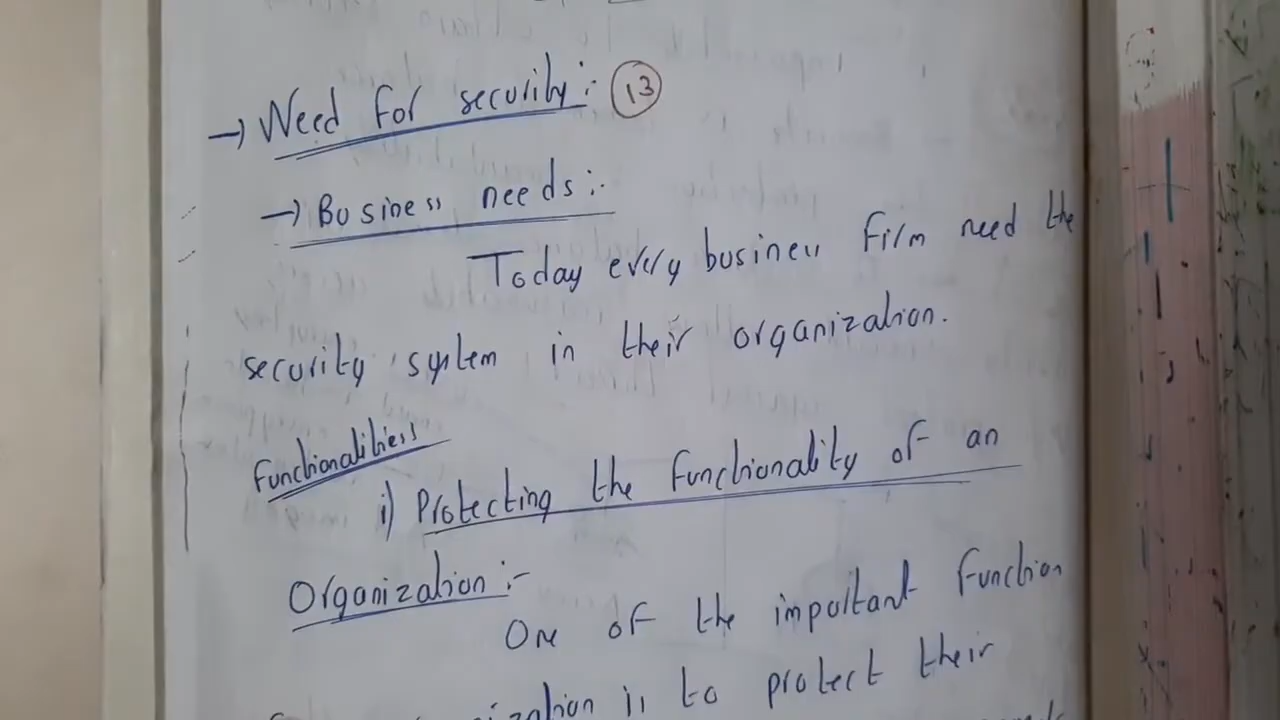 → Need For security :- 13
→ Business needs :-
Today every business Firm need the
security system in their organization.
Functionalities
i) Protecting the Functionality of an
Organization :-
One of the important Function
is to protect their